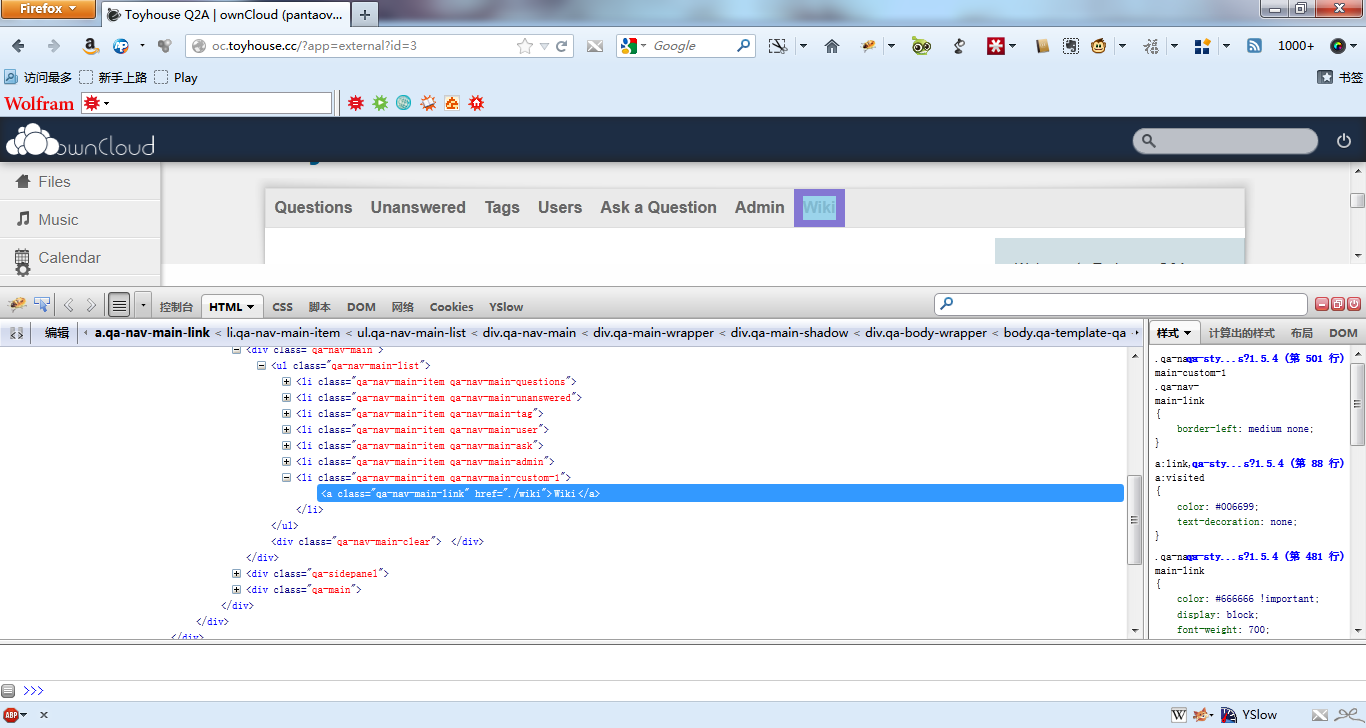 Firefox
Toyhouse Q2A | ownCloud (pantaov...
oc.toyhouse.cc/?app=external?id=3
Google
1000+
访问最多 新手上路 Play 书签
Wolfram
ownCloud
Files
Music
Calendar
Questions Unanswered Tags Users Ask a Question Admin Wiki
控制台 HTML CSS 脚本 DOM 网络 Cookies YSlow
编辑 a.qa-nav-main-link < li.qa-nav-main-item < ul.qa-nav-main-list < div.qa-nav-main < div.qa-main-wrapper < div.qa-main-shadow < div.qa-body-wrapper < body.qa-template-qa
样式 计算出的样式 布局 DOM
<div class="qa-nav-main">
<ul class="qa-nav-main-list">
<li class="qa-nav-main-item qa-nav-main-questions">
<li class="qa-nav-main-item qa-nav-main-unanswered">
<li class="qa-nav-main-item qa-nav-main-tag">
<li class="qa-nav-main-item qa-nav-main-user">
<li class="qa-nav-main-item qa-nav-main-ask">
<li class="qa-nav-main-item qa-nav-main-admin">
<li class="qa-nav-main-item qa-nav-main-custom-1">
<a class="qa-nav-main-link" href="./wiki">Wiki</a>
</li>
</ul>
<div class="qa-nav-main-clear"> </div>
</div>
<div class="qa-sidepanel">
<div class="qa-main">
</div>
</div>
</div>
qa-sty...s?1.5.4 (第 501 行)
main-custom-1
.qa-nav-
main-link
{
border-left: medium none;
}
a:link, qa-sty...s?1.5.4 (第 88 行)
a:visited
{
color: #006699;
text-decoration: none;
}
qa-sty...s?1.5.4 (第 481 行)
main-link
{
color: #666666 !important;
display: block;
font-weight: 700;
>>>
ABP
W
YSlow